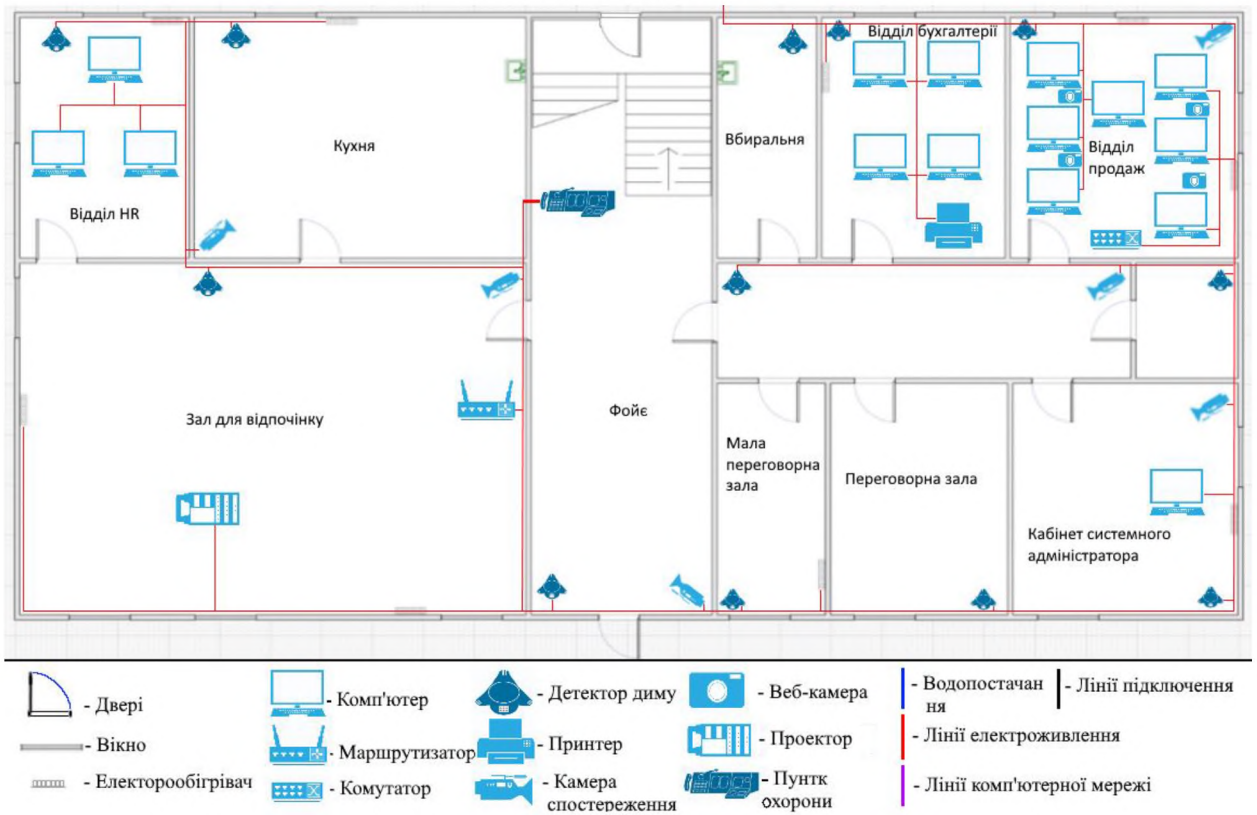 Відділ бухгалтерії
Кухня
Вбиральня
Відділ
продаж
Відділ HR
Зал для відпочінку
Фойє
Мала
переговорна
зала
Переговорна зала
Кабінет системного
адміністратора
- Двері
- Вікно
- Електорообігрівач
- Комп'ютер
- Маршрутизатор
- Комутатор
- Детектор диму
- Принтер
- Камера
спостереження
- Веб-камера
- Проектор
- Пунтк
охорони
- Водопостачан
ня
- Лінії підключення
- Лінії електроживлення
- Лінії комп'ютерної мережі